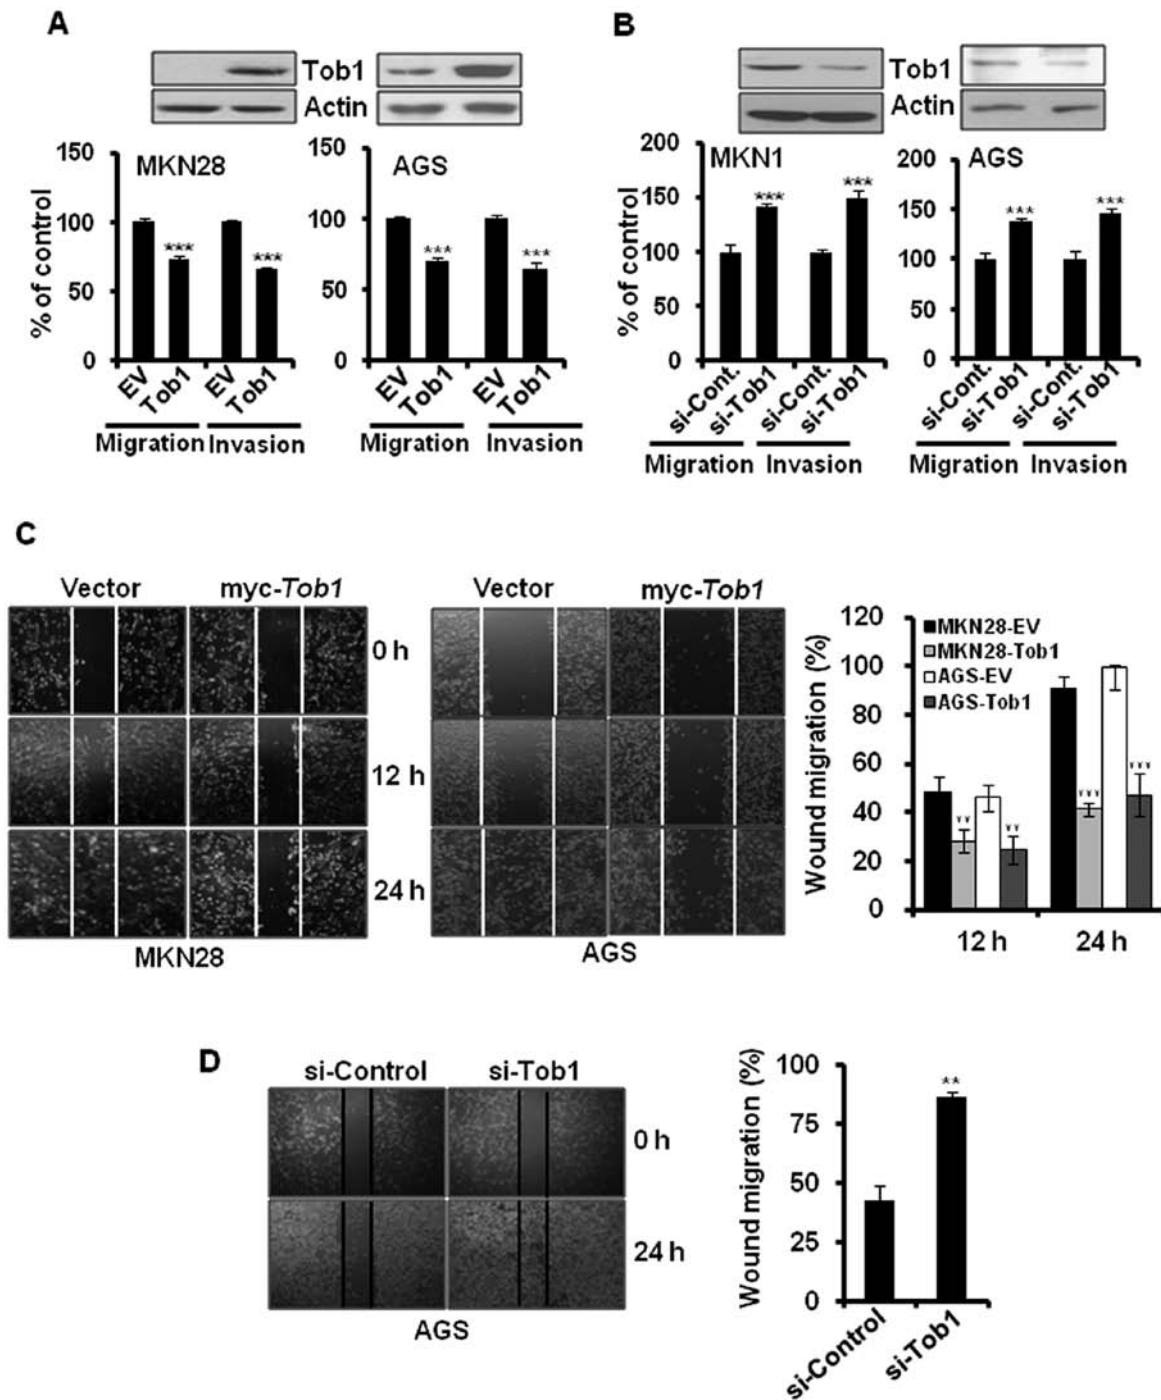 A
B
Tob1
Actin
Tob1
Actin
150
100
50
0
% of control
MKN28
***
***
EV
Tob1
EV
Tob1
Migration
Invasion
150
100
50
0
AGS
***
***
EV
Tob1
EV
Tob1
Migration
Invasion
200
150
100
50
0
% of control
MKN1
***
***
si-Cont.
si-Tob1
si-Cont.
si-Tob1
Migration
Invasion
200
150
100
50
0
AGS
***
***
si-Cont.
si-Tob1
si-Cont.
si-Tob1
Migration
Invasion
C
Vector
myc-Tob1
0 h
12 h
24 h
MKN28
Vector
myc-Tob1
AGS
Wound migration (%)
120
100
80
60
40
20
0
MKN28-EV
MKN28-Tob1
AGS-EV
AGS-Tob1
12 h
24 h
D
si-Control
si-Tob1
0 h
24 h
AGS
Wound migration (%)
100
75
50
25
0
**
si-Control
si-Tob1